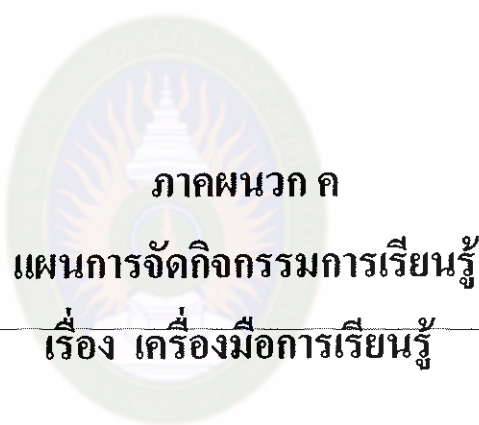 ภาคผนวก ค
แผนการจัดกิจกรรมการเรียนรู้
เรื่อง เครื่องมือการเรียนรู้